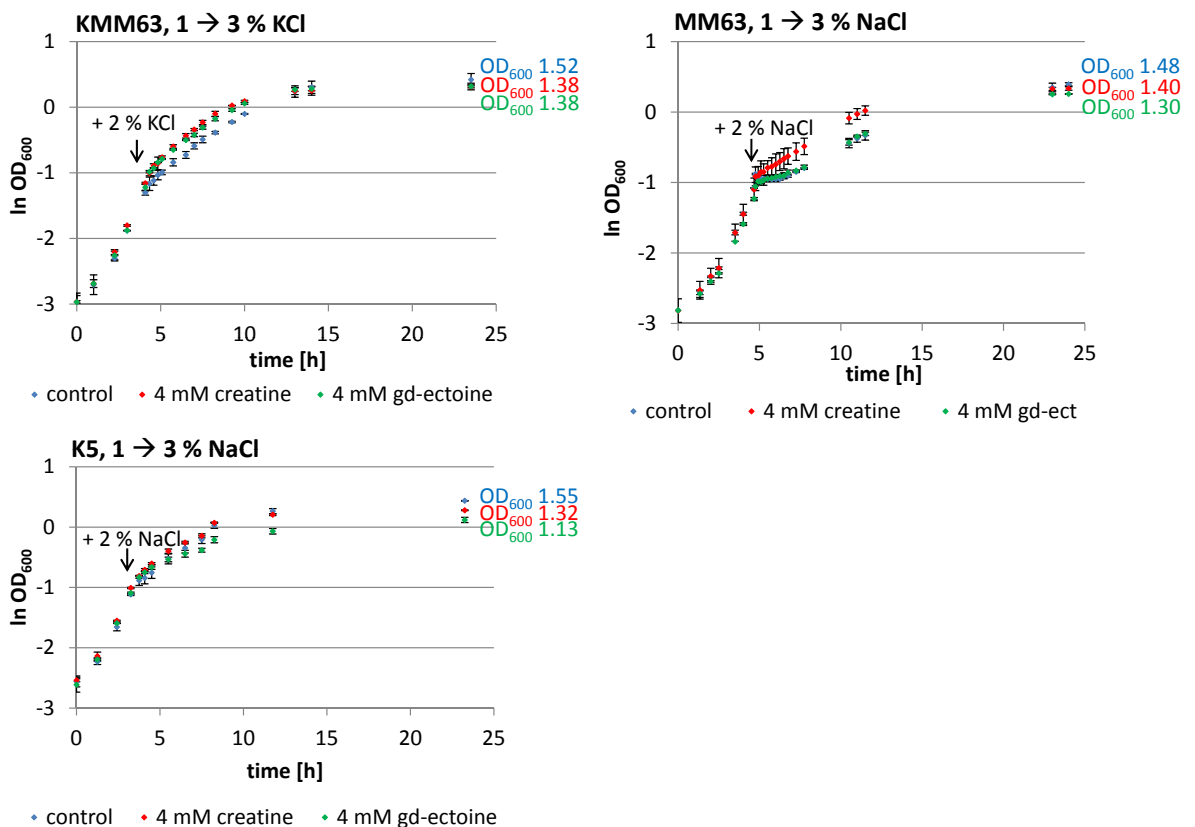 KMM63, 1 → 3 % KCl
1
0
-1
-2
-3
ln OD600
+ 2 % KCl
OD600 1.52
OD600 1.38
OD600 1.38
0 5 10 15 20 25
time [h]
control 4 mM creatine 4 mM gd-ectoine
MM63, 1 → 3 % NaCl
1
0
-1
-2
-3
ln OD600
+ 2 % NaCl
OD600 1.48
OD600 1.40
OD600 1.30
0 5 10 15 20 25
time [h]
control 4 mM creatine 4 mM gd-ect
K5, 1 → 3 % NaCl
1
0
-1
-2
-3
ln OD600
+ 2 % NaCl
OD600 1.55
OD600 1.32
OD600 1.13
0 5 10 15 20 25
time [h]
control 4 mM creatine 4 mM gd-ectoine